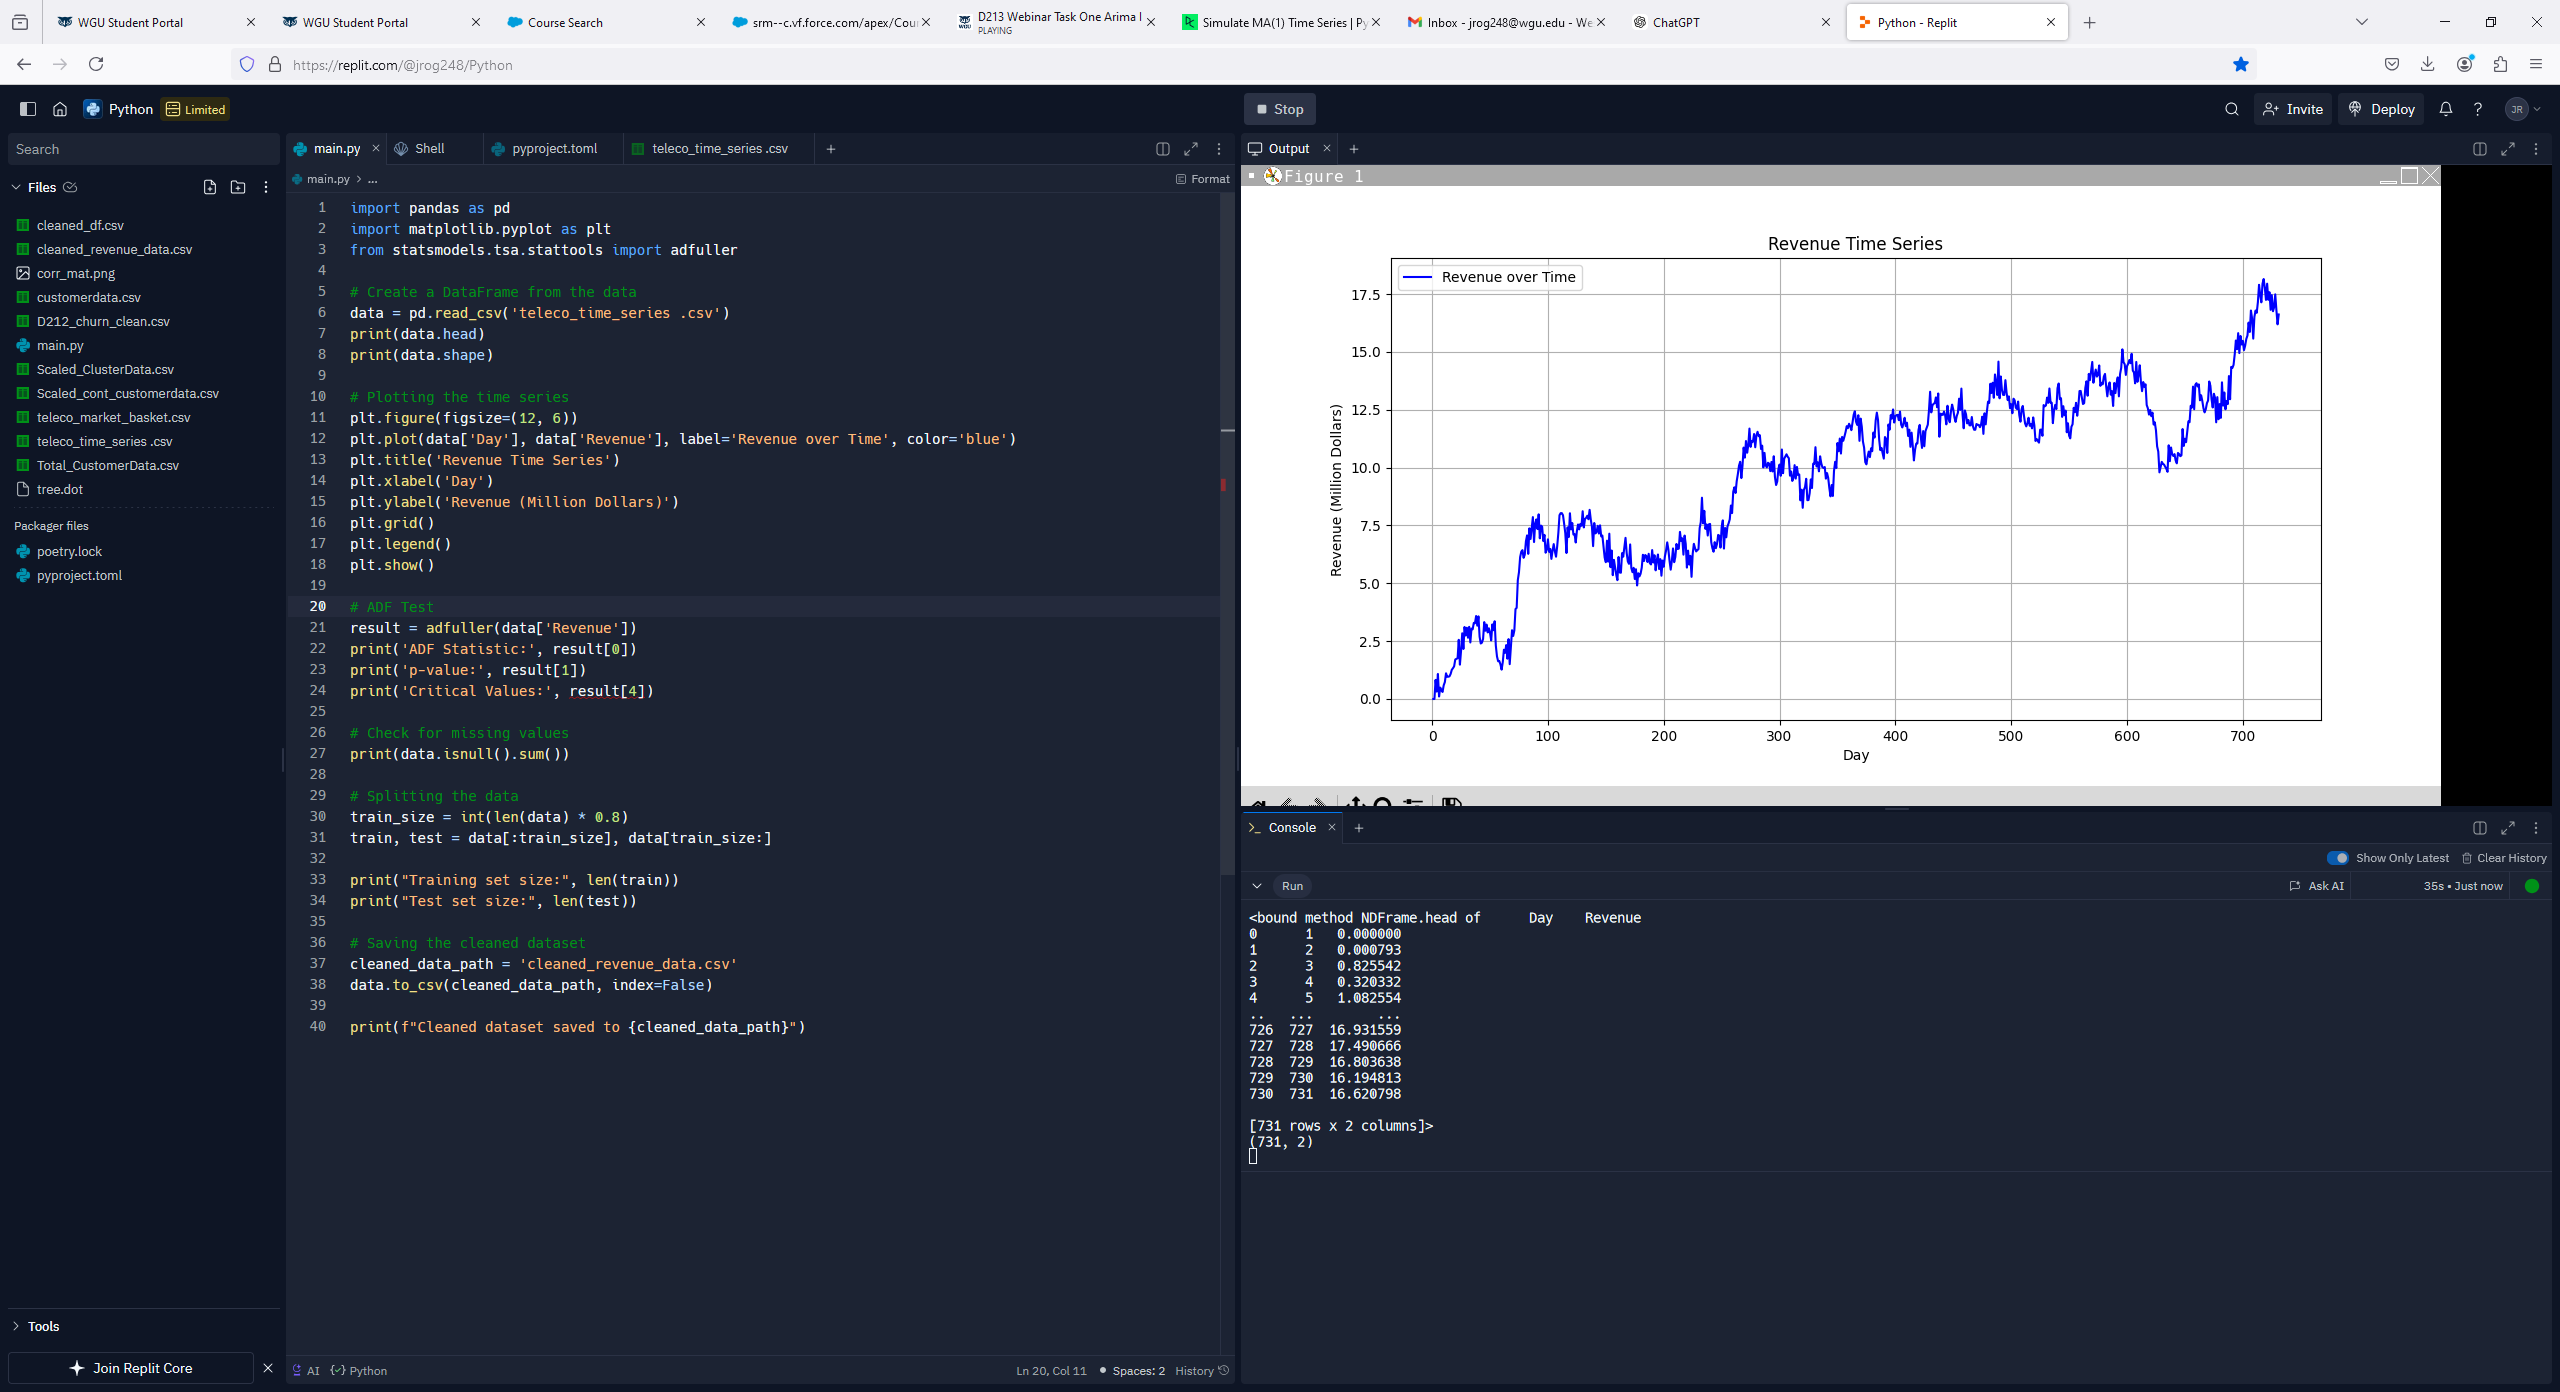 WGU Student Portal
WGU Student Portal
Course Search
srm--c.vf.force.com/apex/Cou
D213 Webinar Task One Arima I
PLAYING
Simulate MA(1) Time Series | Py
Inbox - jrog248@wgu.edu - We
ChatGPT
Python - Replit
https://replit.com/@jrog248/Python
Python
Limited
Stop
Invite
Deploy
?
JR
Search
Files
cleaned_df.csv
cleaned_revenue_data.csv
corr_mat.png
customerdata.csv
D212_churn_clean.csv
main.py
Scaled_ClusterData.csv
Scaled_cont_customerdata.csv
teleco_market_basket.csv
teleco_time_series .csv
Total_CustomerData.csv
tree.dot
Packager files
poetry.lock
pyproject.toml
Tools
Join Replit Core
main.py
Shell
pyproject.toml
teleco_time_series .csv
main.py > ...
Format
1 import pandas as pd
2 import matplotlib.pyplot as plt
3 from statsmodels.tsa.stattools import adfuller
4
5 # Create a DataFrame from the data
6 data = pd.read_csv('teleco_time_series .csv')
7 print(data.head)
8 print(data.shape)
9
10 # Plotting the time series
11 plt.figure(figsize=(12, 6))
12 plt.plot(data['Day'], data['Revenue'], label='Revenue over Time', color='blue')
13 plt.title('Revenue Time Series')
14 plt.xlabel('Day')
15 plt.ylabel('Revenue (Million Dollars)')
16 plt.grid()
17 plt.legend()
18 plt.show()
19
20 # ADF Test
21 result = adfuller(data['Revenue'])
22 print('ADF Statistic:', result[0])
23 print('p-value:', result[1])
24 print('Critical Values:', result[4])
25
26 # Check for missing values
27 print(data.isnull().sum())
28
29 # Splitting the data
30 train_size = int(len(data) * 0.8)
31 train, test = data[:train_size], data[train_size:]
32
33 print("Training set size:", len(train))
34 print("Test set size:", len(test))
35
36 # Saving the cleaned dataset
37 cleaned_data_path = 'cleaned_revenue_data.csv'
38 data.to_csv(cleaned_data_path, index=False)
39
40 print(f"Cleaned dataset saved to {cleaned_data_path}")
AI
Python
Ln 20, Col 11
Spaces: 2
History
Output
Figure 1
Revenue Time Series
Revenue over Time
Revenue (Million Dollars)
17.5
15.0
12.5
10.0
7.5
5.0
2.5
0.0
0 100 200 300 400 500 600 700
Day
Console
Show Only Latest
Clear History
Run
Ask AI
35s • Just now
<bound method NDFrame.head of Day Revenue
0 1 0.000000
1 2 0.000793
2 3 0.825542
3 4 0.320332
4 5 1.082554
.. ... ...
726 727 16.931559
727 728 17.490666
728 729 16.803638
729 730 16.194813
730 731 16.620798
[731 rows x 2 columns]>
(731, 2)